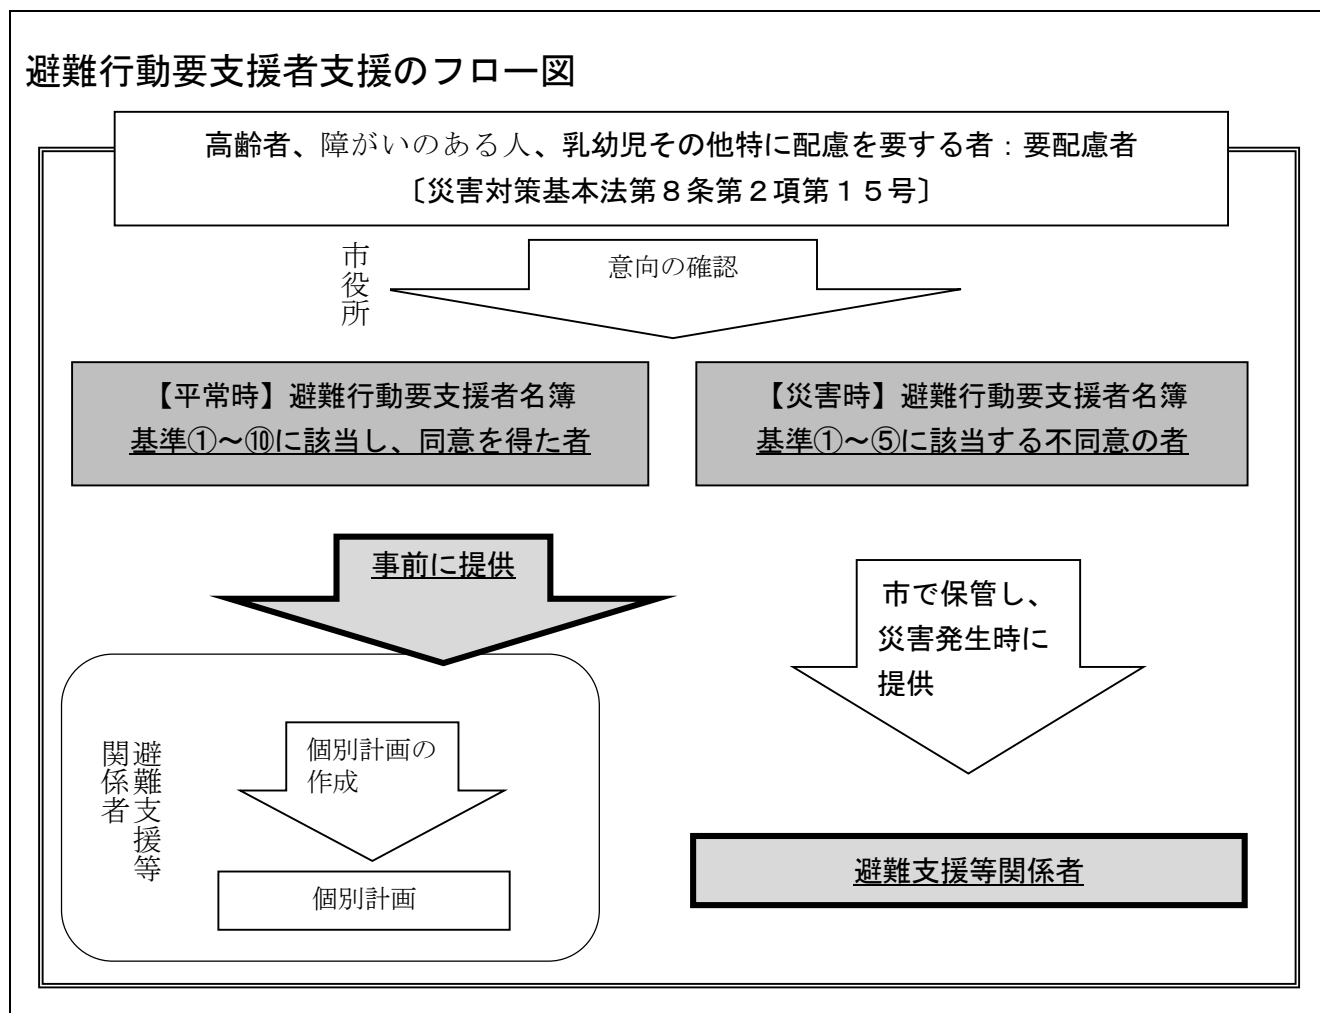 避難行動要支援者支援のフロー図
高齢者、障がいのある人、乳幼児その他特に配慮を要する者：要配慮者
〔災害対策基本法第８条第２項第１５号〕
市役所
意向の確認
【平常時】避難行動要支援者名簿
基準①～⑩に該当し、同意を得た者
【災害時】避難行動要支援者名簿
基準①～⑤に該当する不同意の者
事前に提供
市で保管し、
災害発生時に
提供
避難支援等
関係者
個別計画の
作成
個別計画
避難支援等関係者